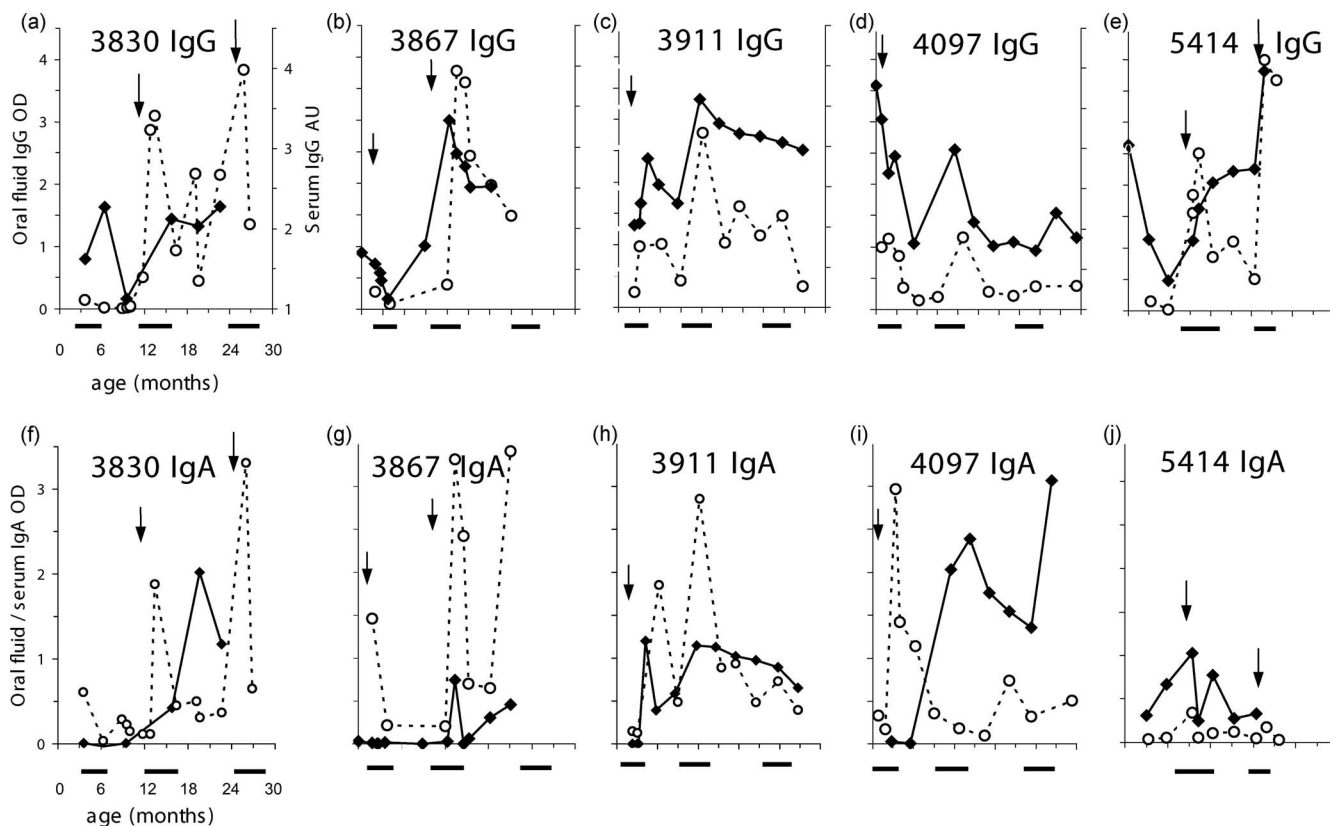 (a) 3830 IgG
(b) 3867 IgG
(c) 3911 IgG
(d) 4097 IgG
(e) 5414 IgG
Oral fluid IgG OD
4
3
2
1
0
Serum IgG AU
4
3
2
1
0 6 12 18 24 30
age (months)
(f) 3830 IgA
(g) 3867 IgA
(h) 3911 IgA
(i) 4097 IgA
(j) 5414 IgA
Oral fluid / serum IgA OD
3
2
1
0
0 6 12 18 24 30
age (months)